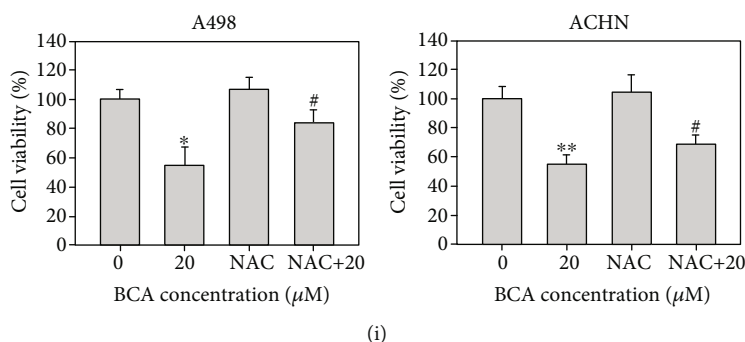 A498
Cell viability (%)
140
120
100
80
60
40
20
0
*
#
0 20 NAC NAC+20
BCA concentration (μM)
ACHN
Cell viability (%)
140
120
100
80
60
40
20
0
**
#
0 20 NAC NAC+20
BCA concentration (μM)
(i)